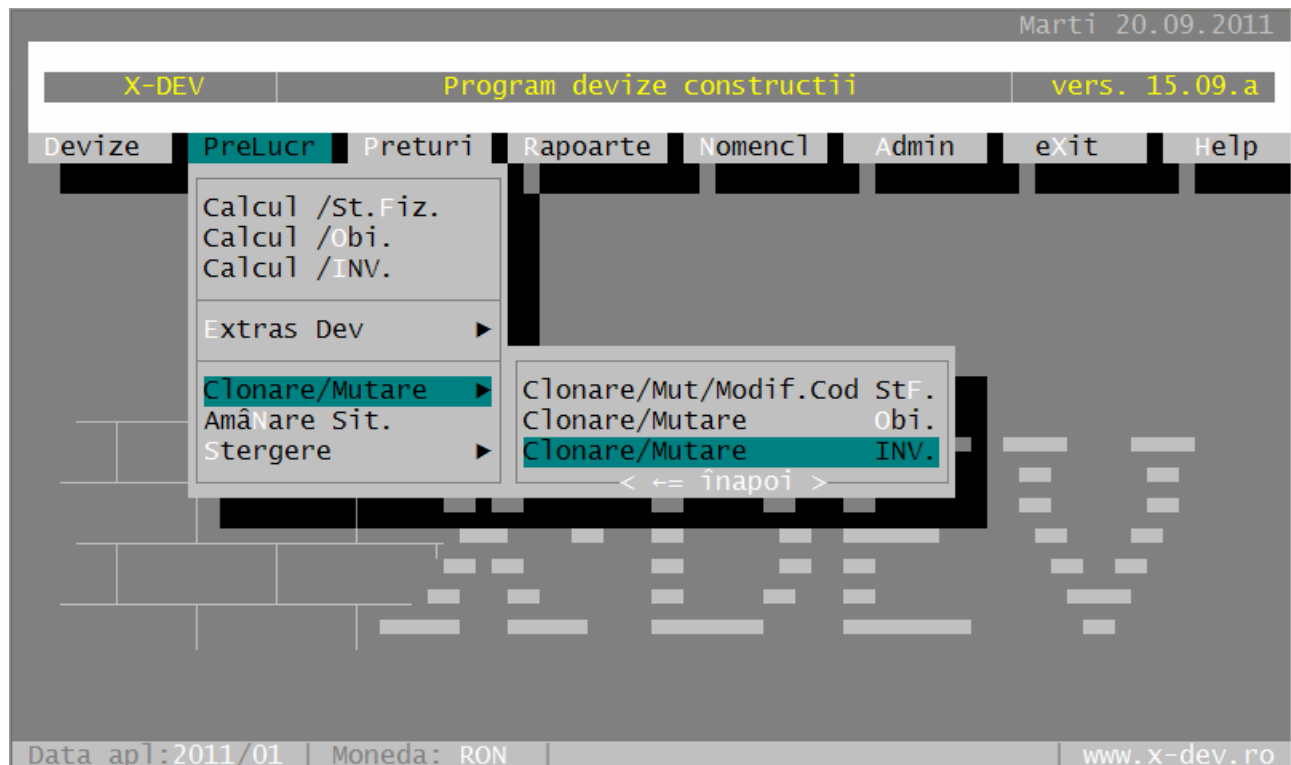 Marti 20.09.2011
X-DEV Program devize constructii vers. 15.09.a
Devize PreLucr Preturi Rapoarte Nomencl Admin eXit Help
Calcul /St.Fiz.
Calcul /Obi.
Calcul /INV.
Extras Dev ►
Clonare/Mutare ►
AmâNare Sit.
Stergere ►
Clonare/Mut/Modif.Cod StF.
Clonare/Mutare Obi.
Clonare/Mutare INV.
< ←= înapoi >
Data apl:2011/01 | Moneda: RON | | www.x-dev.ro